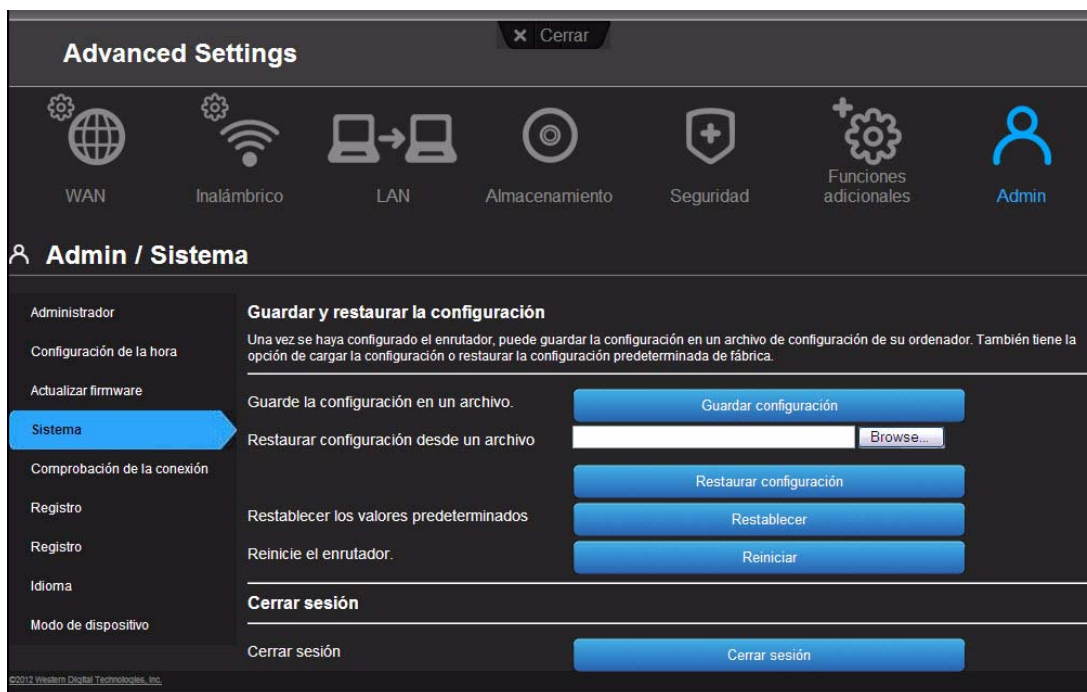 Cerrar
Advanced Settings
WAN
Inalámbrico
LAN
Almacenamiento
Seguridad
Funciones
adicionales
Admin
Admin / Sistema
Administrador
Configuración de la hora
Actualizar firmware
Sistema
Comprobación de la conexión
Registro
Registro
Idioma
Modo de dispositivo
Guardar y restaurar la configuración
Una vez se haya configurado el enrutador, puede guardar la configuración en un archivo de configuración de su ordenador. También tiene la
opción de cargar la configuración o restaurar la configuración predeterminada de fábrica.
Guarde la configuración en un archivo.
Guardar configuración
Restaurar configuración desde un archivo
Browse...
Restaurar configuración
Restablecer los valores predeterminados
Restablecer
Reinicie el enrutador.
Reiniciar
Cerrar sesión
Cerrar sesión
Cerrar sesión
©2012 Western Digital Technologies, Inc.